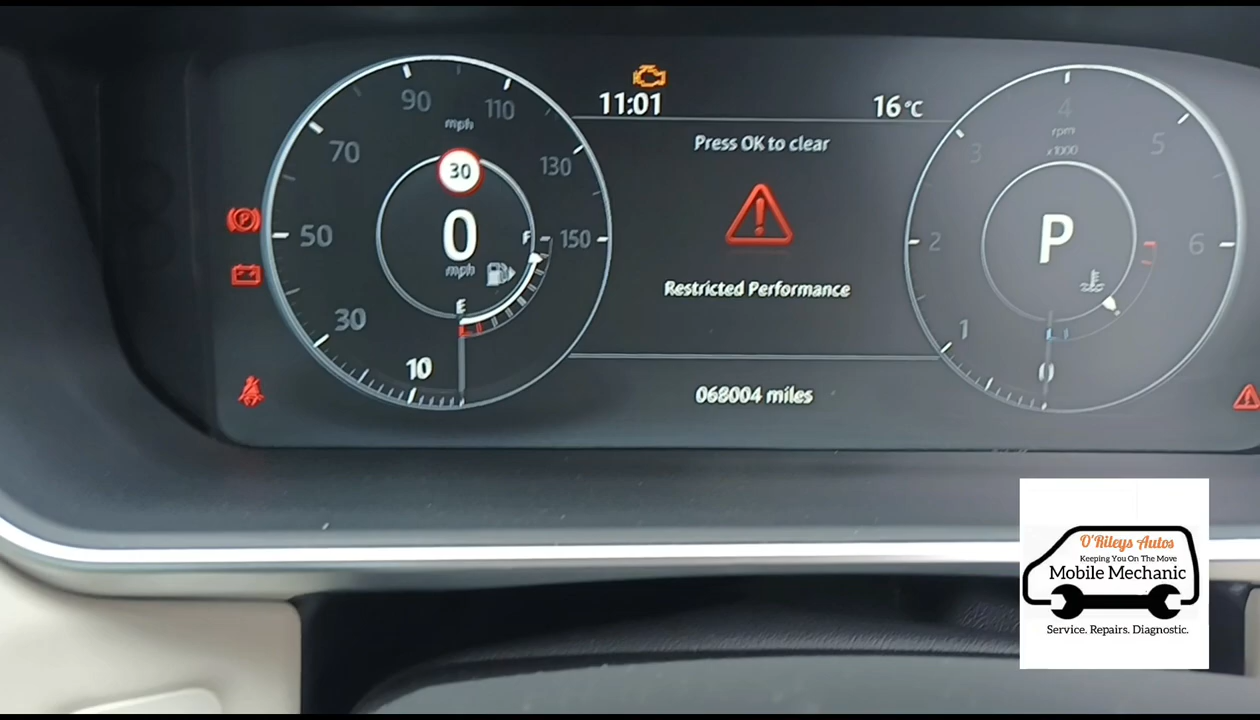 11:01
16°C
Press OK to clear
Restricted Performance
068004 miles
10
30
50
70
90
110
130
150
mph
30
0
mph
F
E
0
1
2
3
4
5
6
rpm
x1000
P
O'Rileys Autos
Keeping You On The Move
Mobile Mechanic
Service. Repairs. Diagnostic.